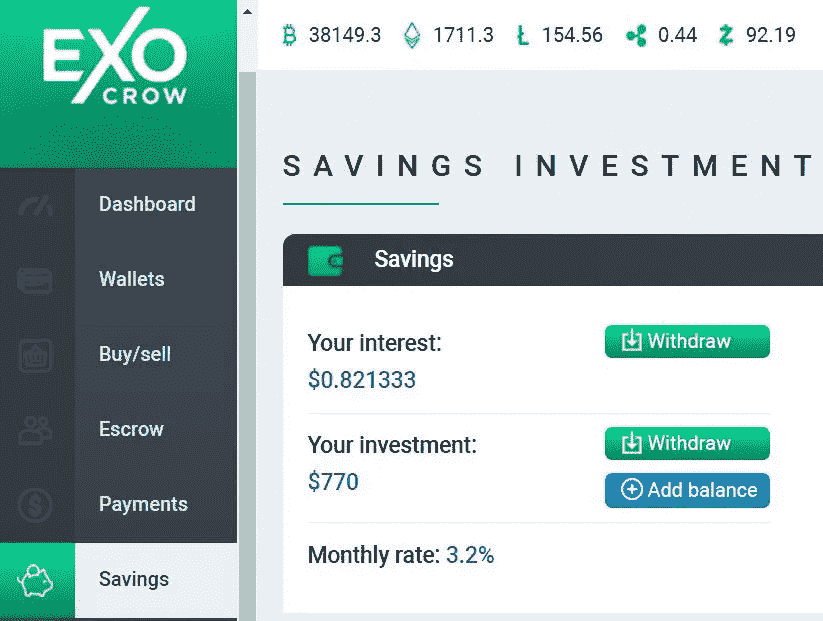 EXO
CROW
38149.3 1711.3 154.56 0.44 92.19
SAVINGS INVESTMENT
Dashboard
Wallets
Buy/sell
Escrow
Payments
Savings
Savings
Your interest:
Withdraw
$0.821333
Your investment:
Withdraw
$770
Add balance
Monthly rate: 3.2%